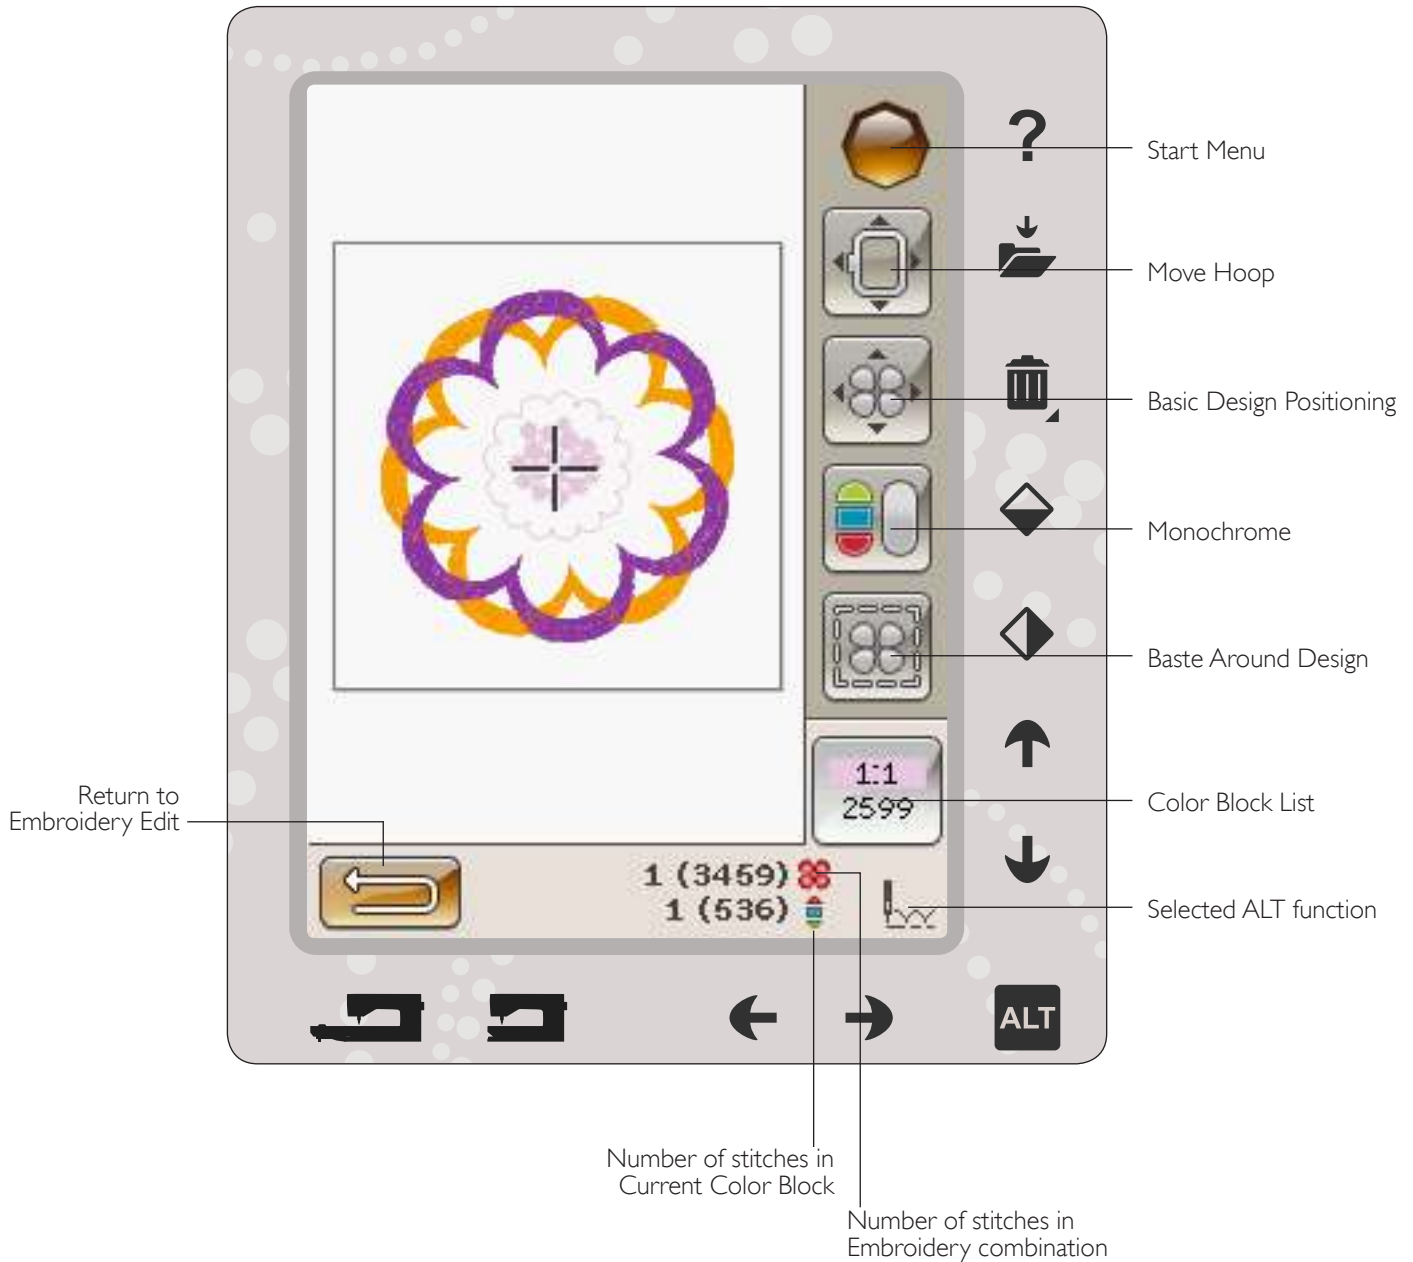 ?
Start Menu
Move Hoop
Basic Design Positioning
Monochrome
Baste Around Design
1:1
2599
Color Block List
Return to
Embroidery Edit
1 (3459)
1 (536)
Selected ALT function
ALT
Number of stitches in
Current Color Block
Number of stitches in
Embroidery combination